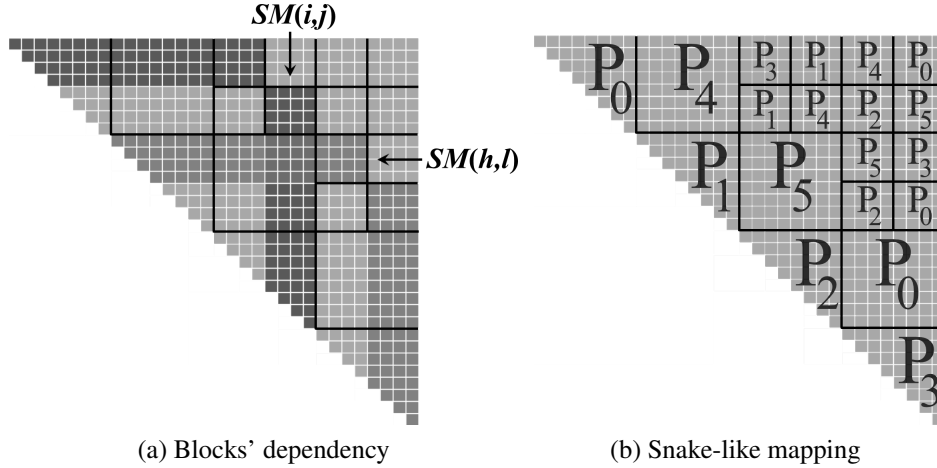 SM(i,j)
SM(h,l)
P0 P4 P3 P1 P4 P0
P1 P4 P2 P5
P1 P5 P5 P3
P2 P0
P2 P0
P3
(a) Blocks’ dependency
(b) Snake-like mapping